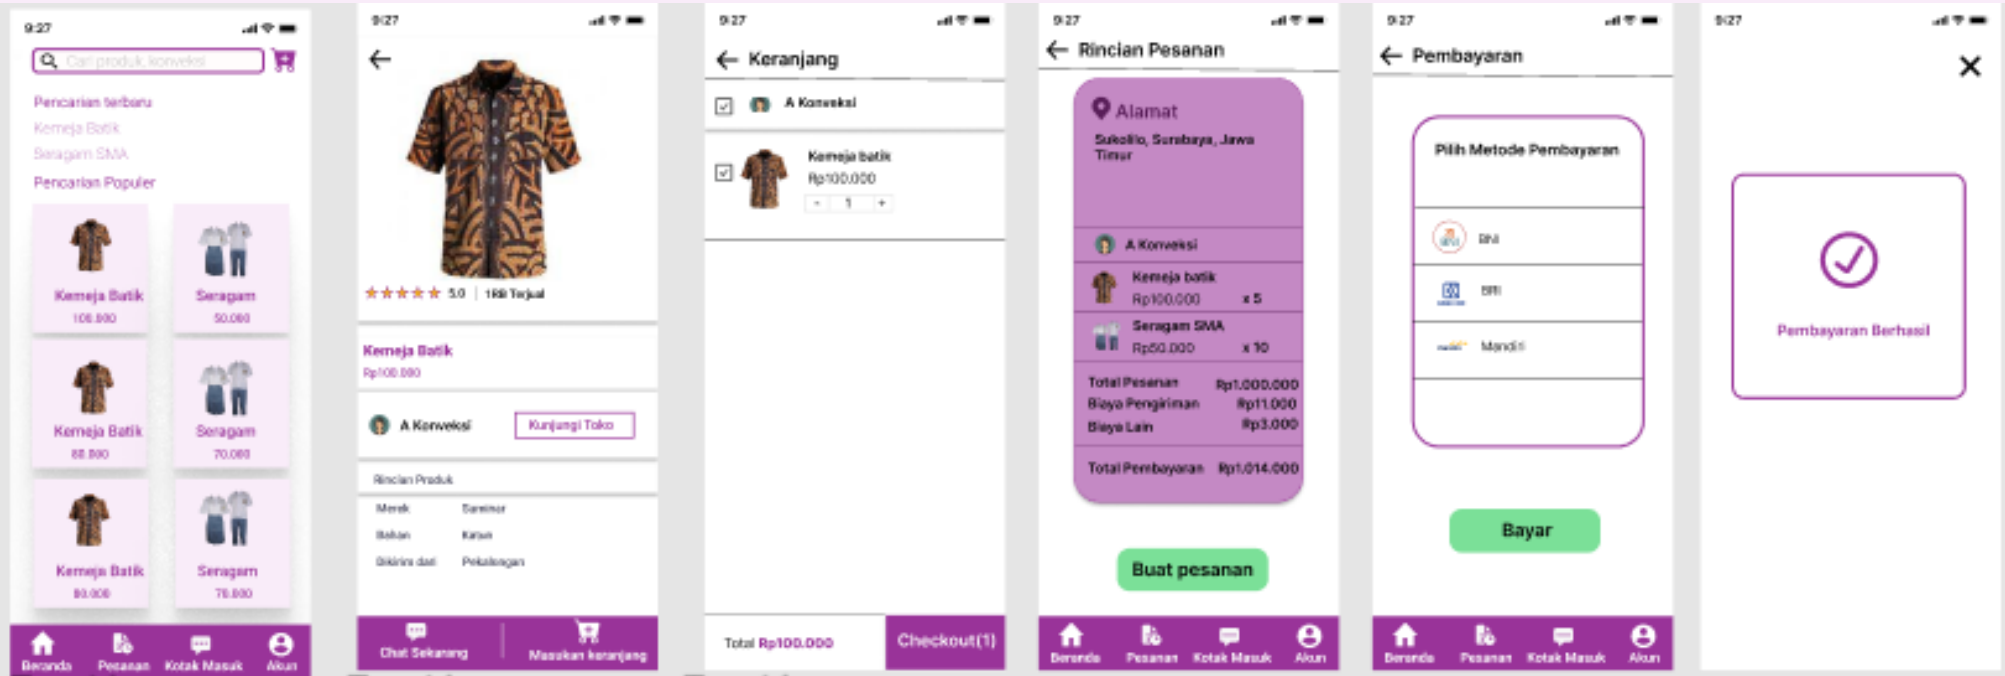 9:27
Cari produk, konveksi
Pencarian terbaru
Kemeja Batik
Seragam SMA
Pencarian Populer
Kemeja Batik
100.000
Seragam
50.000
Kemeja Batik
80.000
Seragam
70.000
Kemeja Batik
80.000
Seragam
70.000
Beranda
Pesanan
Kotak Masuk
Akun
9:27
5.0 | 1RB Terjual
Kemeja Batik
Rp100.000
A Konveksi
Kunjungi Toko
Rincian Produk
Merek Saminar
Bahan Katun
Dikirim dari Pekalongan
Chat Sekarang
Masukan keranjang
9:27
Keranjang
A Konveksi
Kemeja batik
Rp100.000
- 1 +
Total Rp100.000
Checkout(1)
9:27
Rincian Pesanan
Alamat
Sukolilo, Surabaya, Jawa
Timur
A Konveksi
Kemeja batik
Rp100.000 x 5
Seragam SMA
Rp50.000 x 10
Total Pesanan Rp1.000.000
Biaya Pengiriman Rp11.000
Biaya Lain Rp3.000
Total Pembayaran Rp1.014.000
Buat pesanan
Beranda
Pesanan
Kotak Masuk
Akun
9:27
Pembayaran
Pilih Metode Pembayaran
BNI
BRI
Mandiri
Bayar
Beranda
Pesanan
Kotak Masuk
Akun
9:27
Pembayaran Berhasil